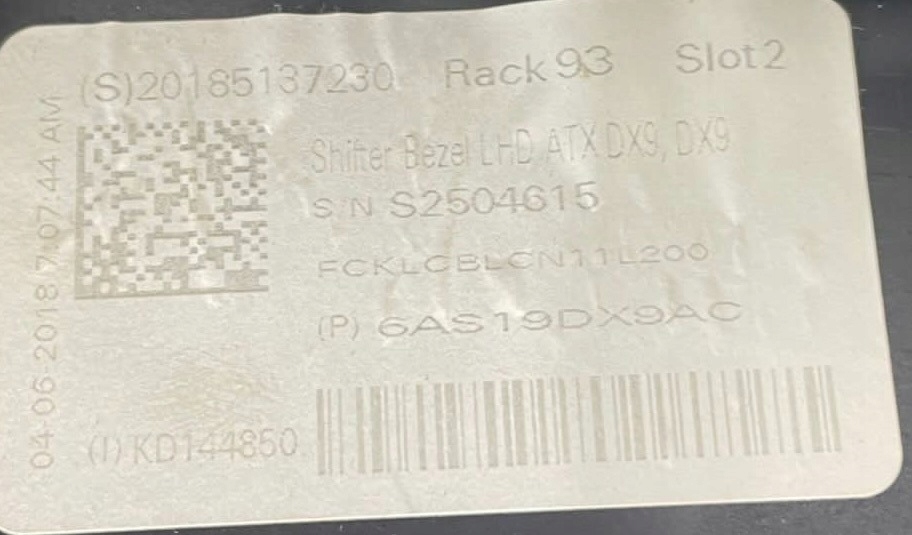 (S)20185137230 Rack 93 Slot 2
Shifter Bezel LHD ATX DX9, DX9
S N S2504615
FCKLCBLCN11L200
(P) 6AS19DX9AC
(I) KD144850
04-06-2018 7:07:44 AM